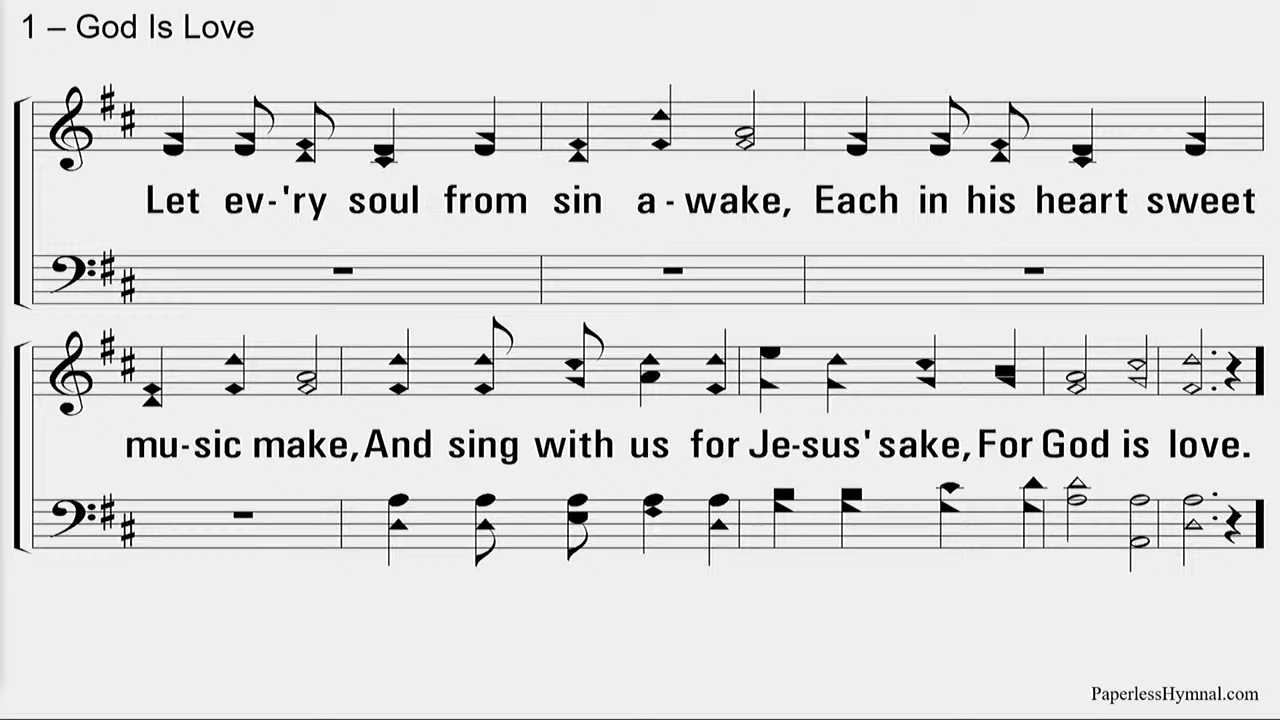 1 – God Is Love
Let ev-'ry soul from sin a-wake, Each in his heart sweet
mu-sic make, And sing with us for Je-sus' sake, For God is love.
PaperlessHymnal.com